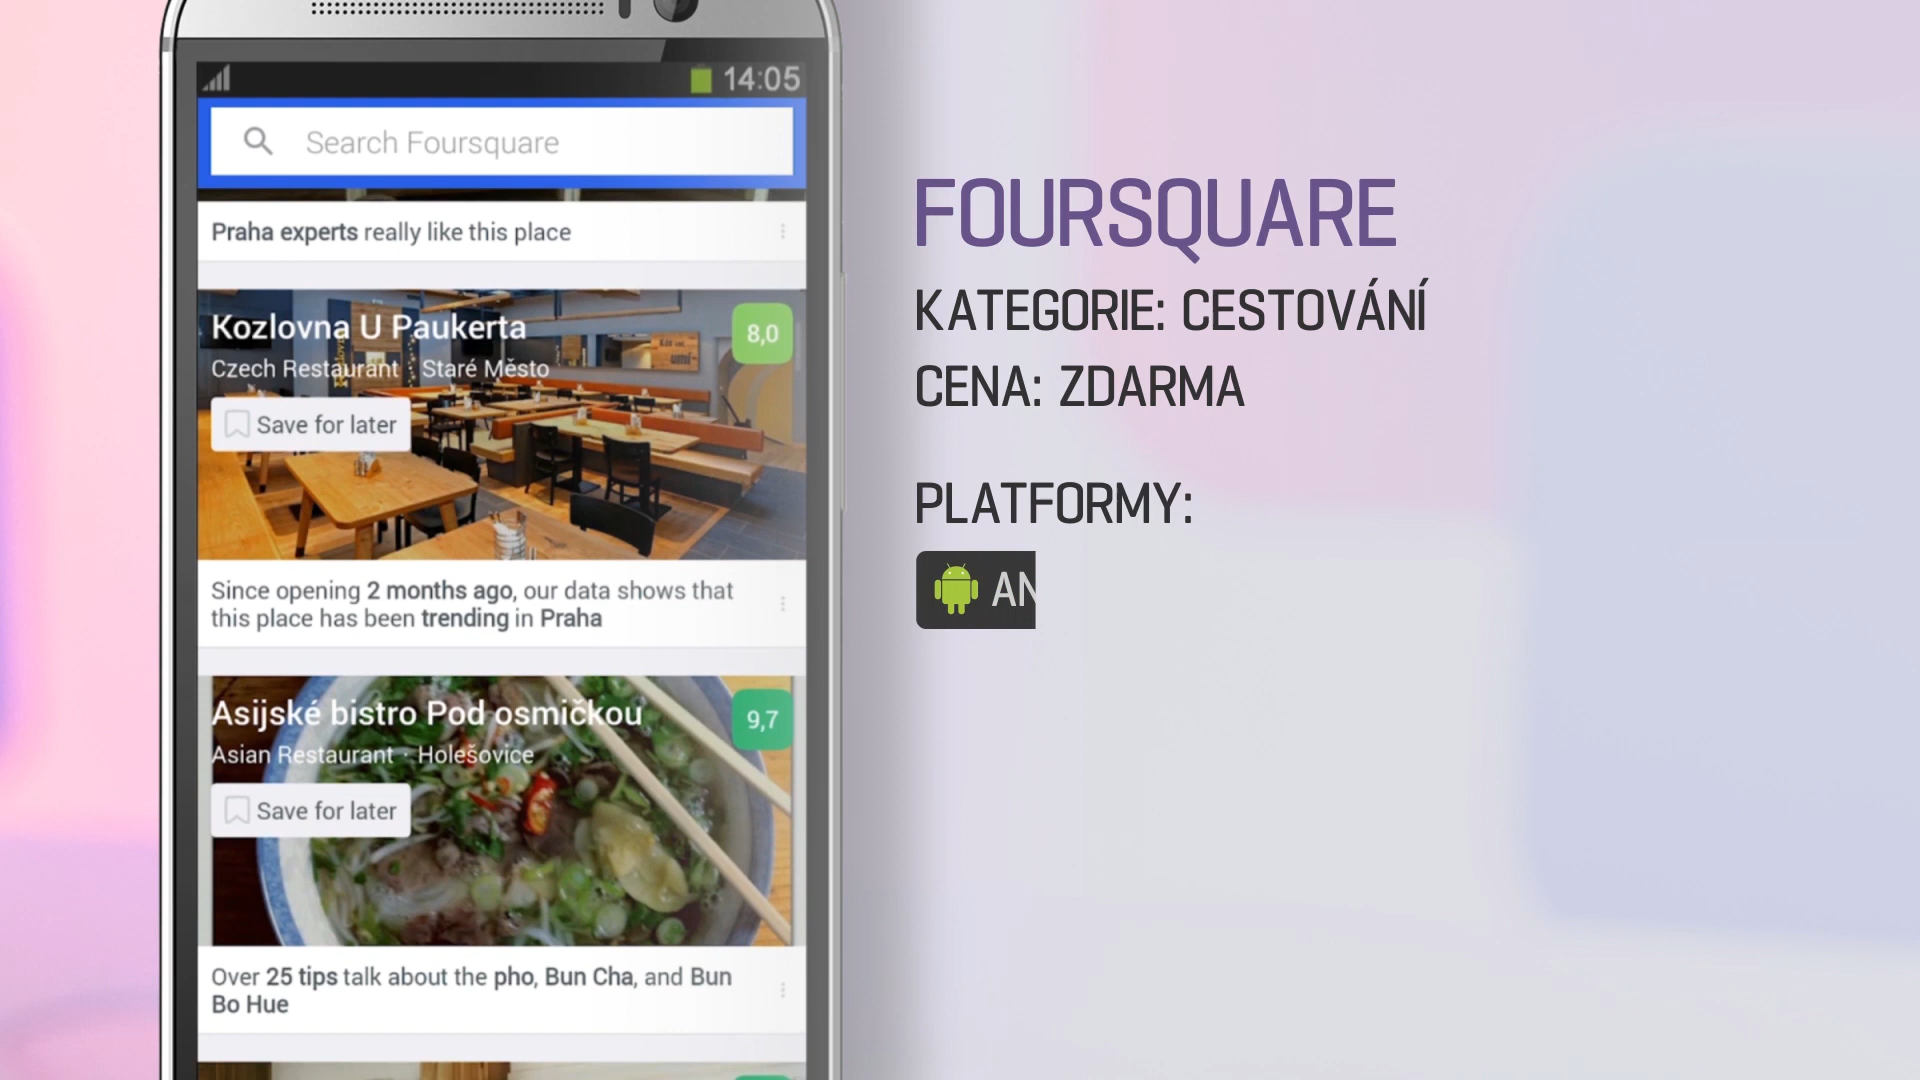 14:05
Search Foursquare
Praha experts really like this place
Kozlovna U Paukerta
8,0
Czech Restaurant · Staré Město
Save for later
Since opening 2 months ago, our data shows that
this place has been trending in Praha
Asijské bistro Pod osmičkou
9,7
Asian Restaurant · Holešovice
Save for later
Over 25 tips talk about the pho, Bun Cha, and Bun
Bo Hue
FOURSQUARE
KATEGORIE: CESTOVÁNÍ
CENA: ZDARMA
PLATFORMY:
AN